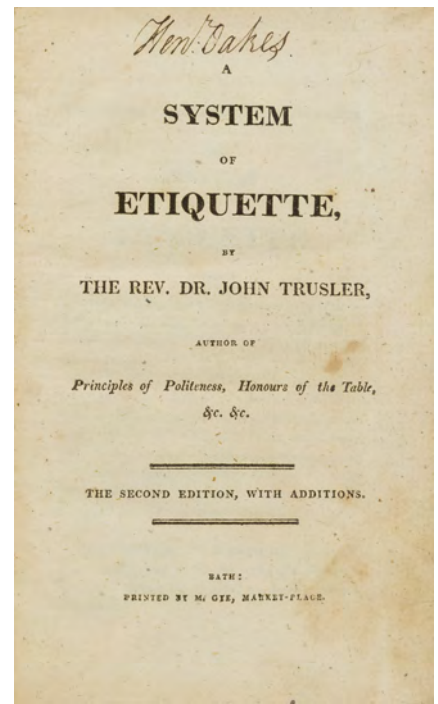 Henr. Oakes.
A
SYSTEM
OF
ETIQUETTE,
BY
THE REV. DR. JOHN TRUSLER,
AUTHOR OF
Principles of Politeness, Honours of the Table,
&c. &c.
THE SECOND EDITION, WITH ADDITIONS.
BATH:
PRINTED BY M. GYE, MARKET-PLACE.